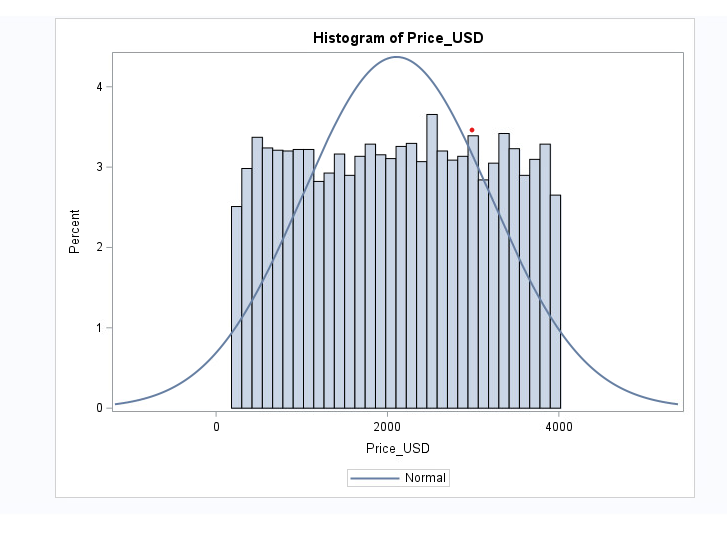 Histogram of Price_USD
4
3
2
1
0
Percent
0 2000 4000
Price_USD
Normal